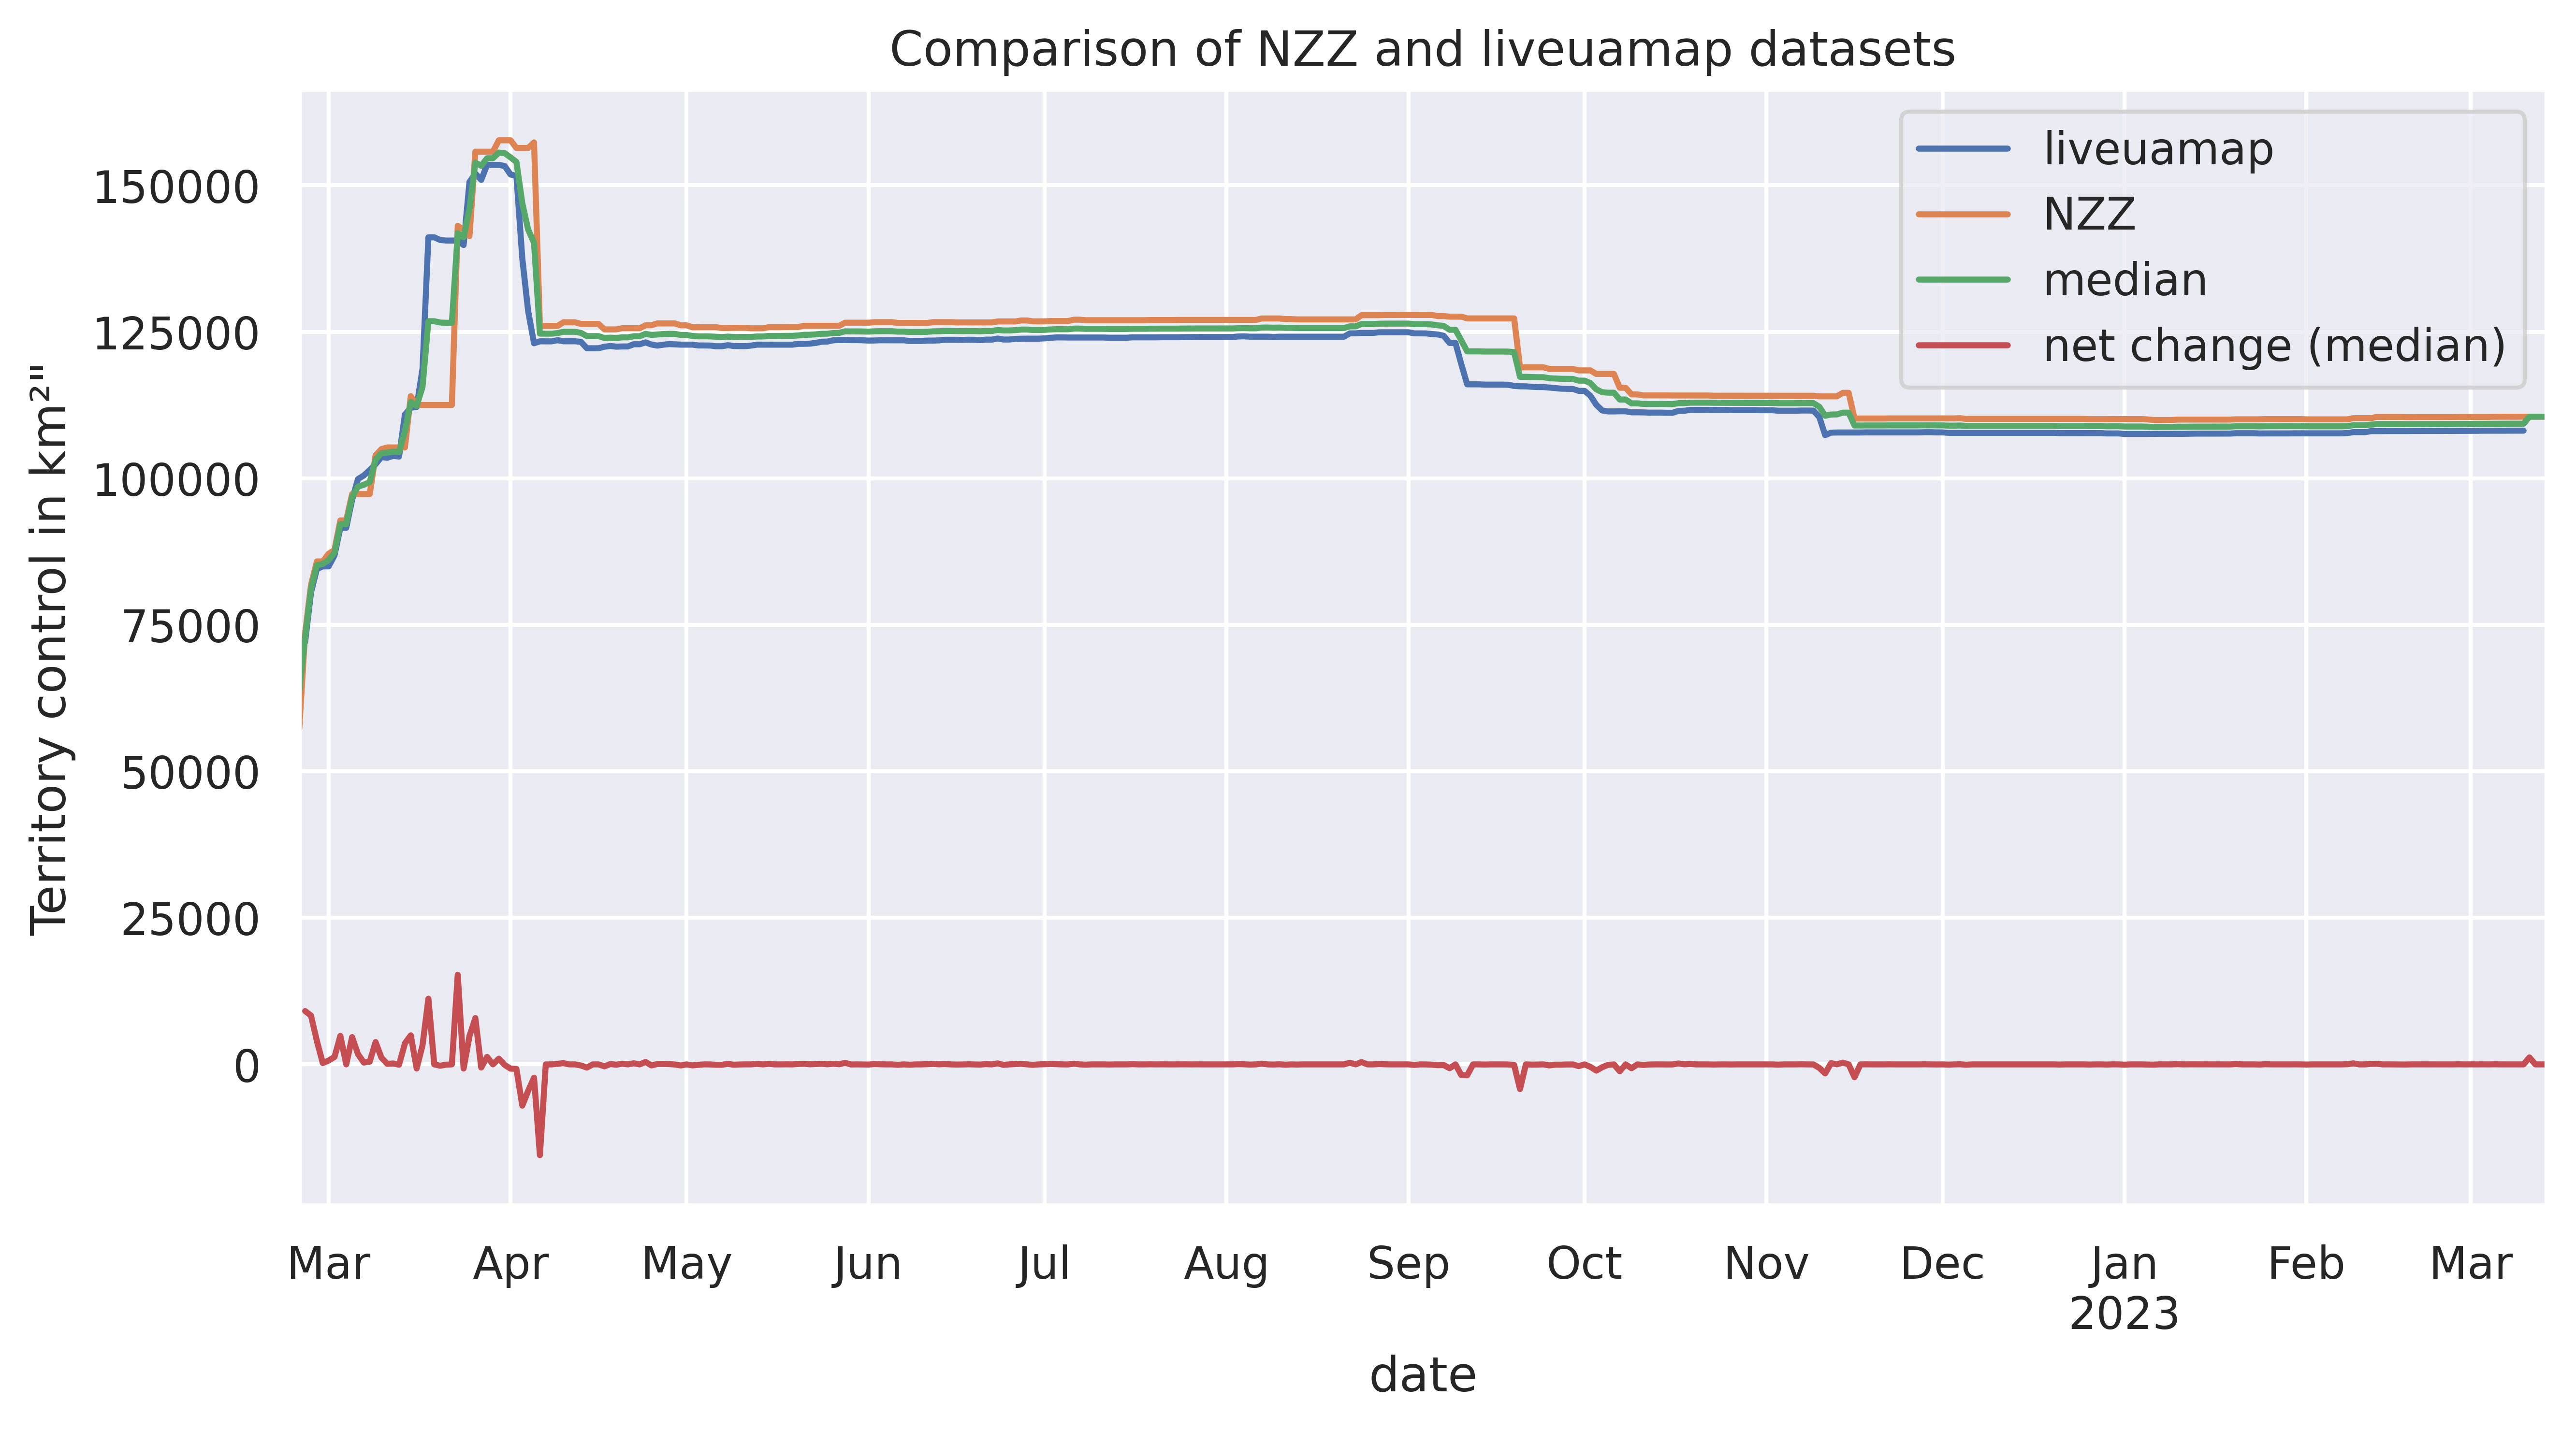 Comparison of NZZ and liveuamap datasets
liveuamap
NZZ
median
net change (median)
Territory control in km²"
150000
125000
100000
75000
50000
25000
0
Mar Apr May Jun Jul Aug Sep Oct Nov Dec Jan Feb Mar
2023
date